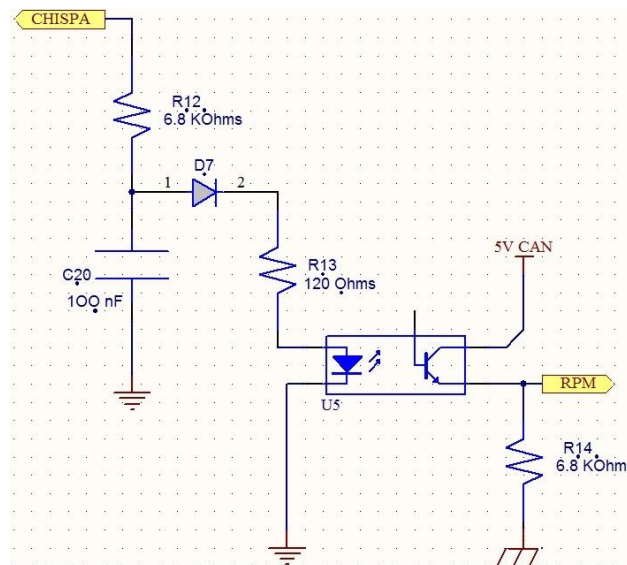 CHISPA
R12
6.8 KOhms
D7
1
2
R13
120 Ohms
C20
100 nF
5V CAN
U5
RPM
R14
6.8 KOhm